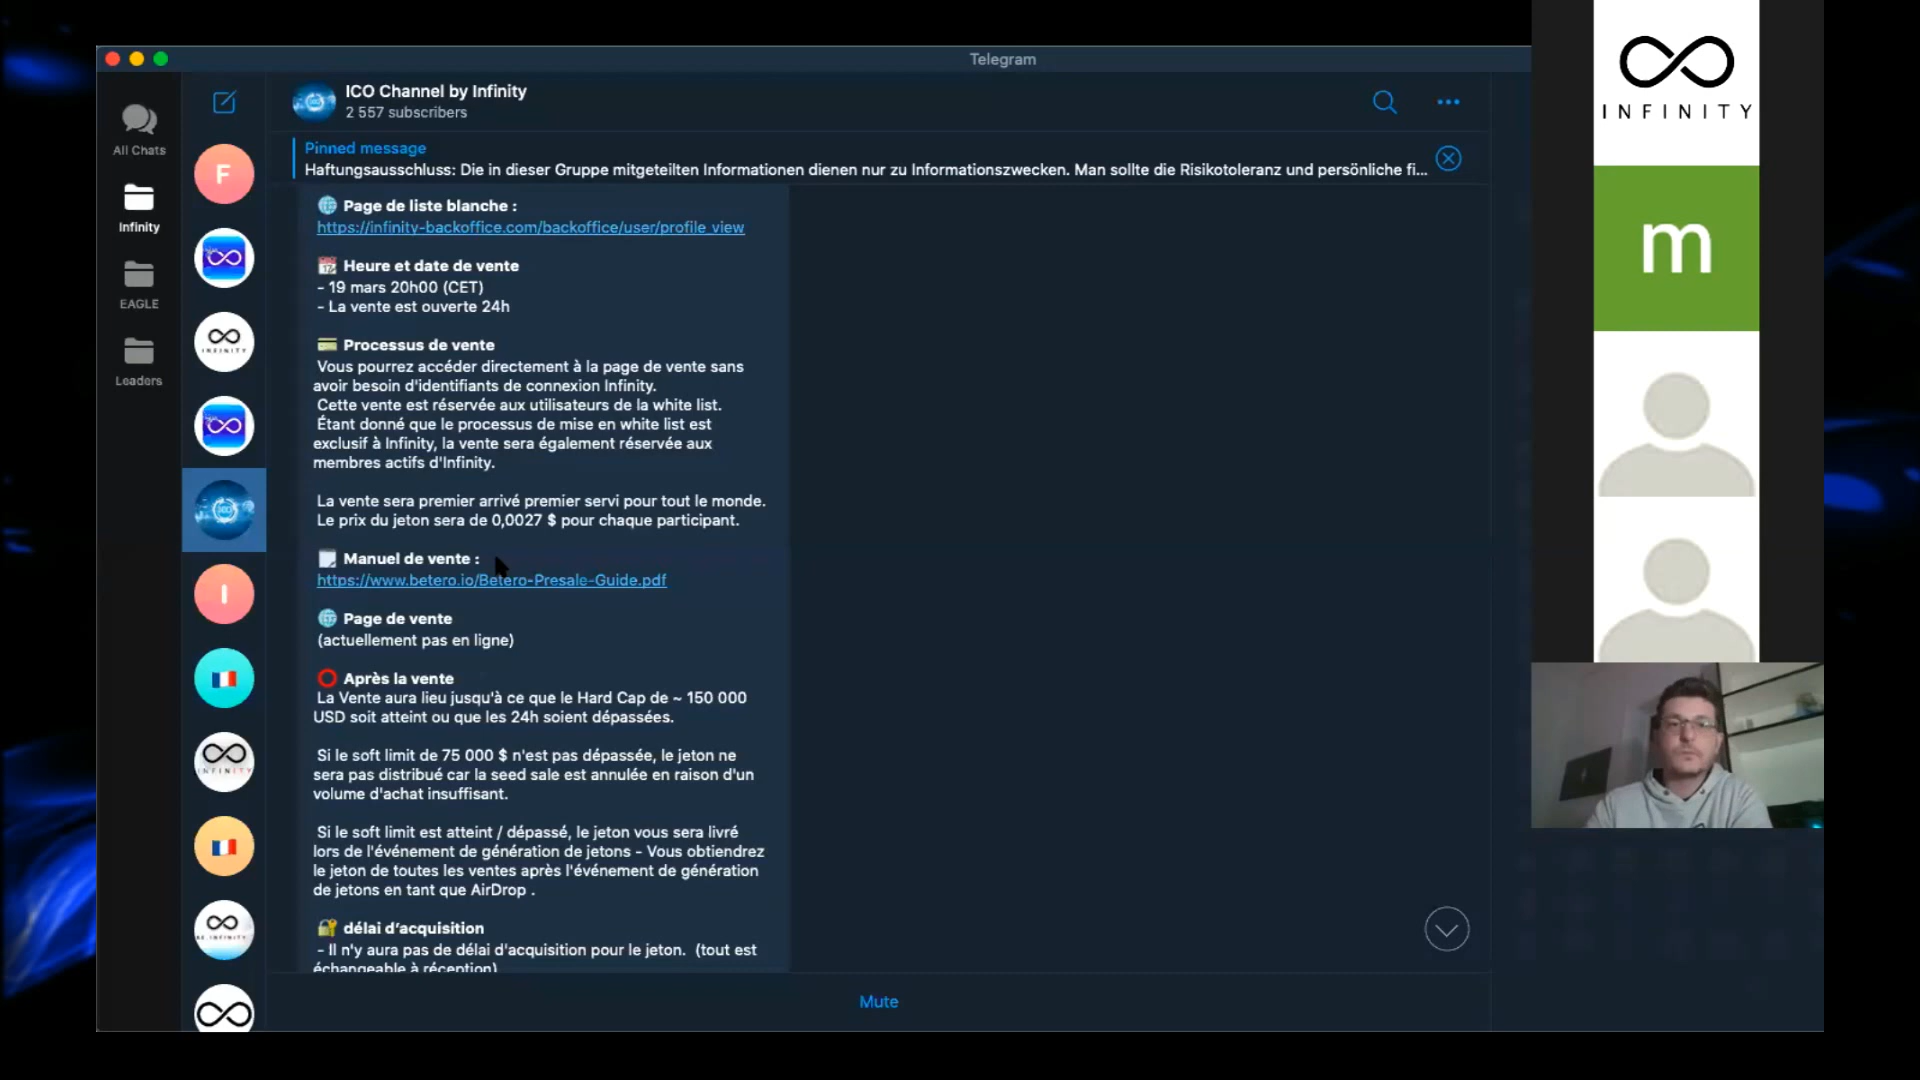 Telegram
All Chats
Infinity
EAGLE
Leaders
F
INFINITY
I
INFINITY
ICO Channel by Infinity
2 557 subscribers
Pinned message
Haftungsausschluss: Die in dieser Gruppe mitgeteilten Informationen dienen nur zu Informationszwecken. Man sollte die Risikotoleranz und persönliche fi...
Page de liste blanche :
https://infinity-backoffice.com/backoffice/user/profile_view
Heure et date de vente
- 19 mars 20h00 (CET)
- La vente est ouverte 24h
Processus de vente
Vous pourrez accéder directement à la page de vente sans
avoir besoin d'identifiants de connexion Infinity.
Cette vente est réservée aux utilisateurs de la white list.
Étant donné que le processus de mise en white list est
exclusif à Infinity, la vente sera également réservée aux
membres actifs d'Infinity.
La vente sera premier arrivé premier servi pour tout le monde.
Le prix du jeton sera de 0,0027 $ pour chaque participant.
Manuel de vente :
https://www.betero.io/Betero-Presale-Guide.pdf
Page de vente
(actuellement pas en ligne)
Après la vente
La Vente aura lieu jusqu'à ce que le Hard Cap de ~ 150 000
USD soit atteint ou que les 24h soient dépassées.
Si le soft limit de 75 000 $ n'est pas dépassée, le jeton ne
sera pas distribué car la seed sale est annulée en raison d'un
volume d'achat insuffisant.
Si le soft limit est atteint / dépassé, le jeton vous sera livré
lors de l'événement de génération de jetons - Vous obtiendrez
le jeton de toutes les ventes après l'événement de génération
de jetons en tant que AirDrop .
délai d'acquisition
- Il n'y aura pas de délai d'acquisition pour le jeton. (tout est
échangeable à réception)
Mute
INFINITY
m